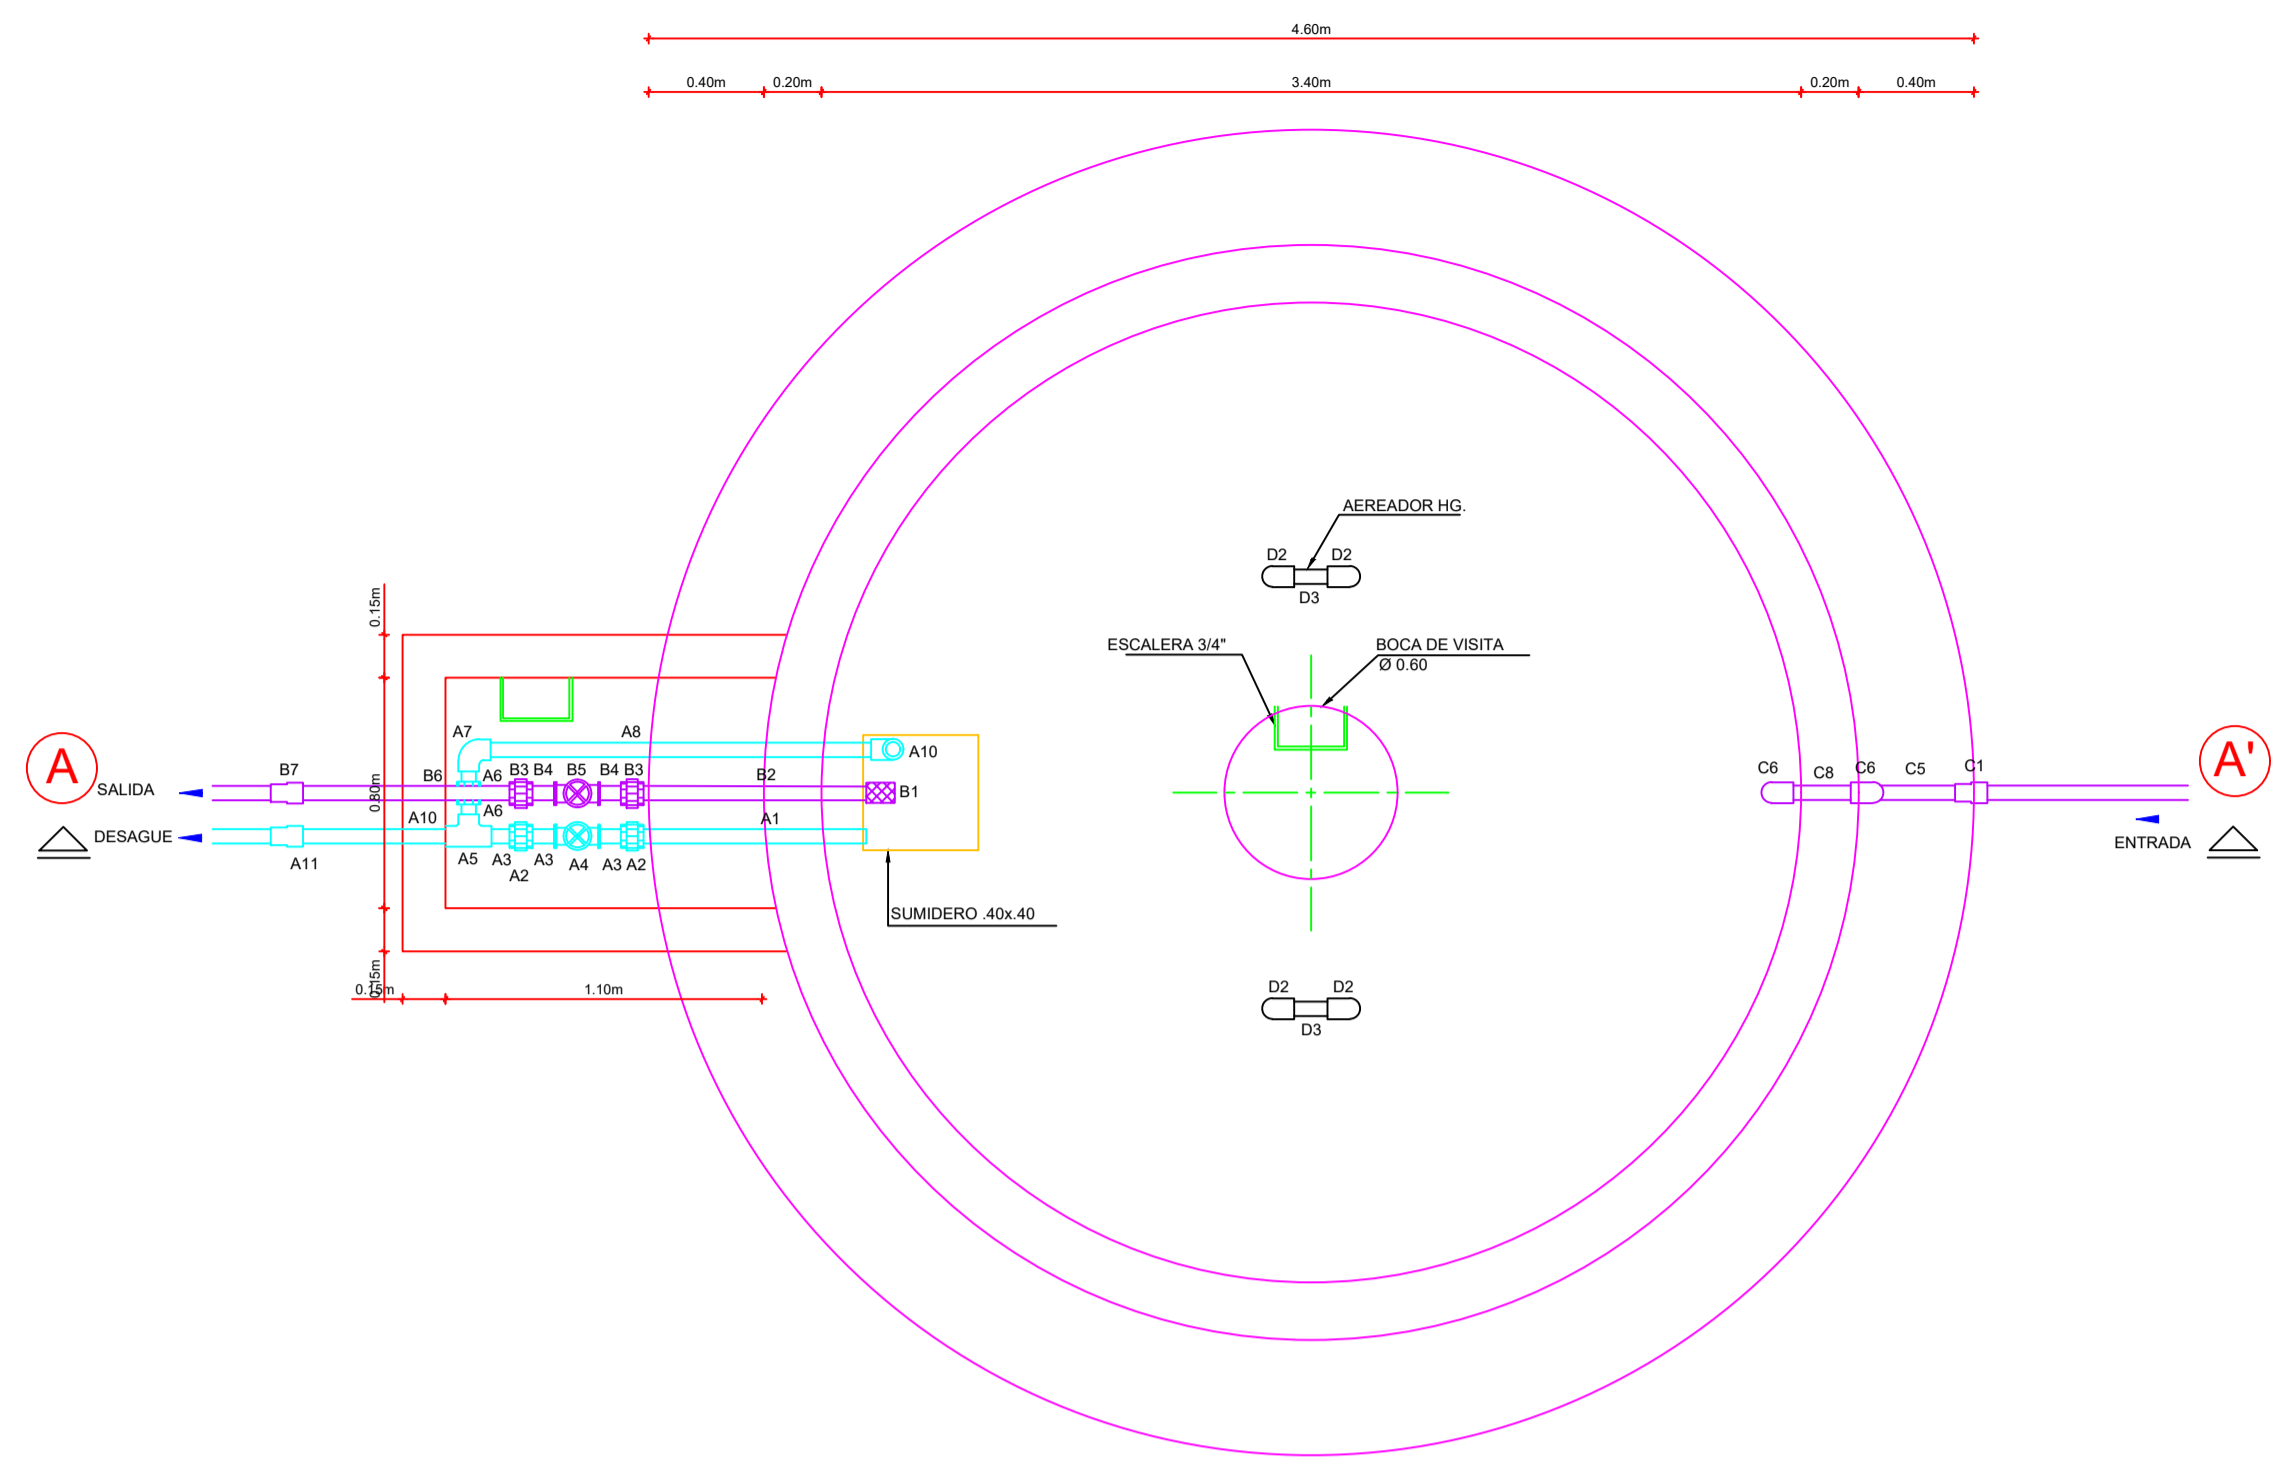 4.60m
0.40m 0.20m 3.40m 0.20m 0.40m
AEREADOR HG.
D2 D2
D3
0.15m
ESCALERA 3/4" BOCA DE VISITA
Ø 0.60
A7 A8
A10
A A'
B7 B6 A6 B3 B4 B5 B4 B3 B2
C6 C8 C6 C5 C1
SALIDA
0.80m
B1
A10 A6 A1
DESAGUE
ENTRADA
A11 A5 A3 A3 A4 A3 A2
A2
SUMIDERO .40x.40
0.15m
0.15m 1.10m
D2 D2
D3